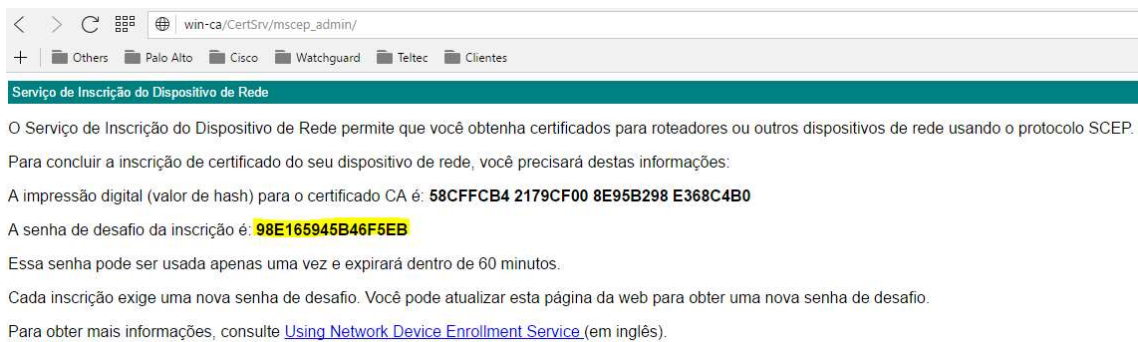 win-ca/CertSrv/mscep_admin/
Others Palo Alto Cisco Watchguard Teltec Clientes
Serviço de Inscrição do Dispositivo de Rede
O Serviço de Inscrição do Dispositivo de Rede permite que você obtenha certificados para roteadores ou outros dispositivos de rede usando o protocolo SCEP.
Para concluir a inscrição de certificado do seu dispositivo de rede, você precisará destas informações:
A impressão digital (valor de hash) para o certificado CA é: 58CFFCB4 2179CF00 8E95B298 E368C4B0
A senha de desafio da inscrição é: 98E165945B46F5EB
Essa senha pode ser usada apenas uma vez e expirará dentro de 60 minutos.
Cada inscrição exige uma nova senha de desafio. Você pode atualizar esta página da web para obter uma nova senha de desafio.
Para obter mais informações, consulte Using Network Device Enrollment Service (em inglês).